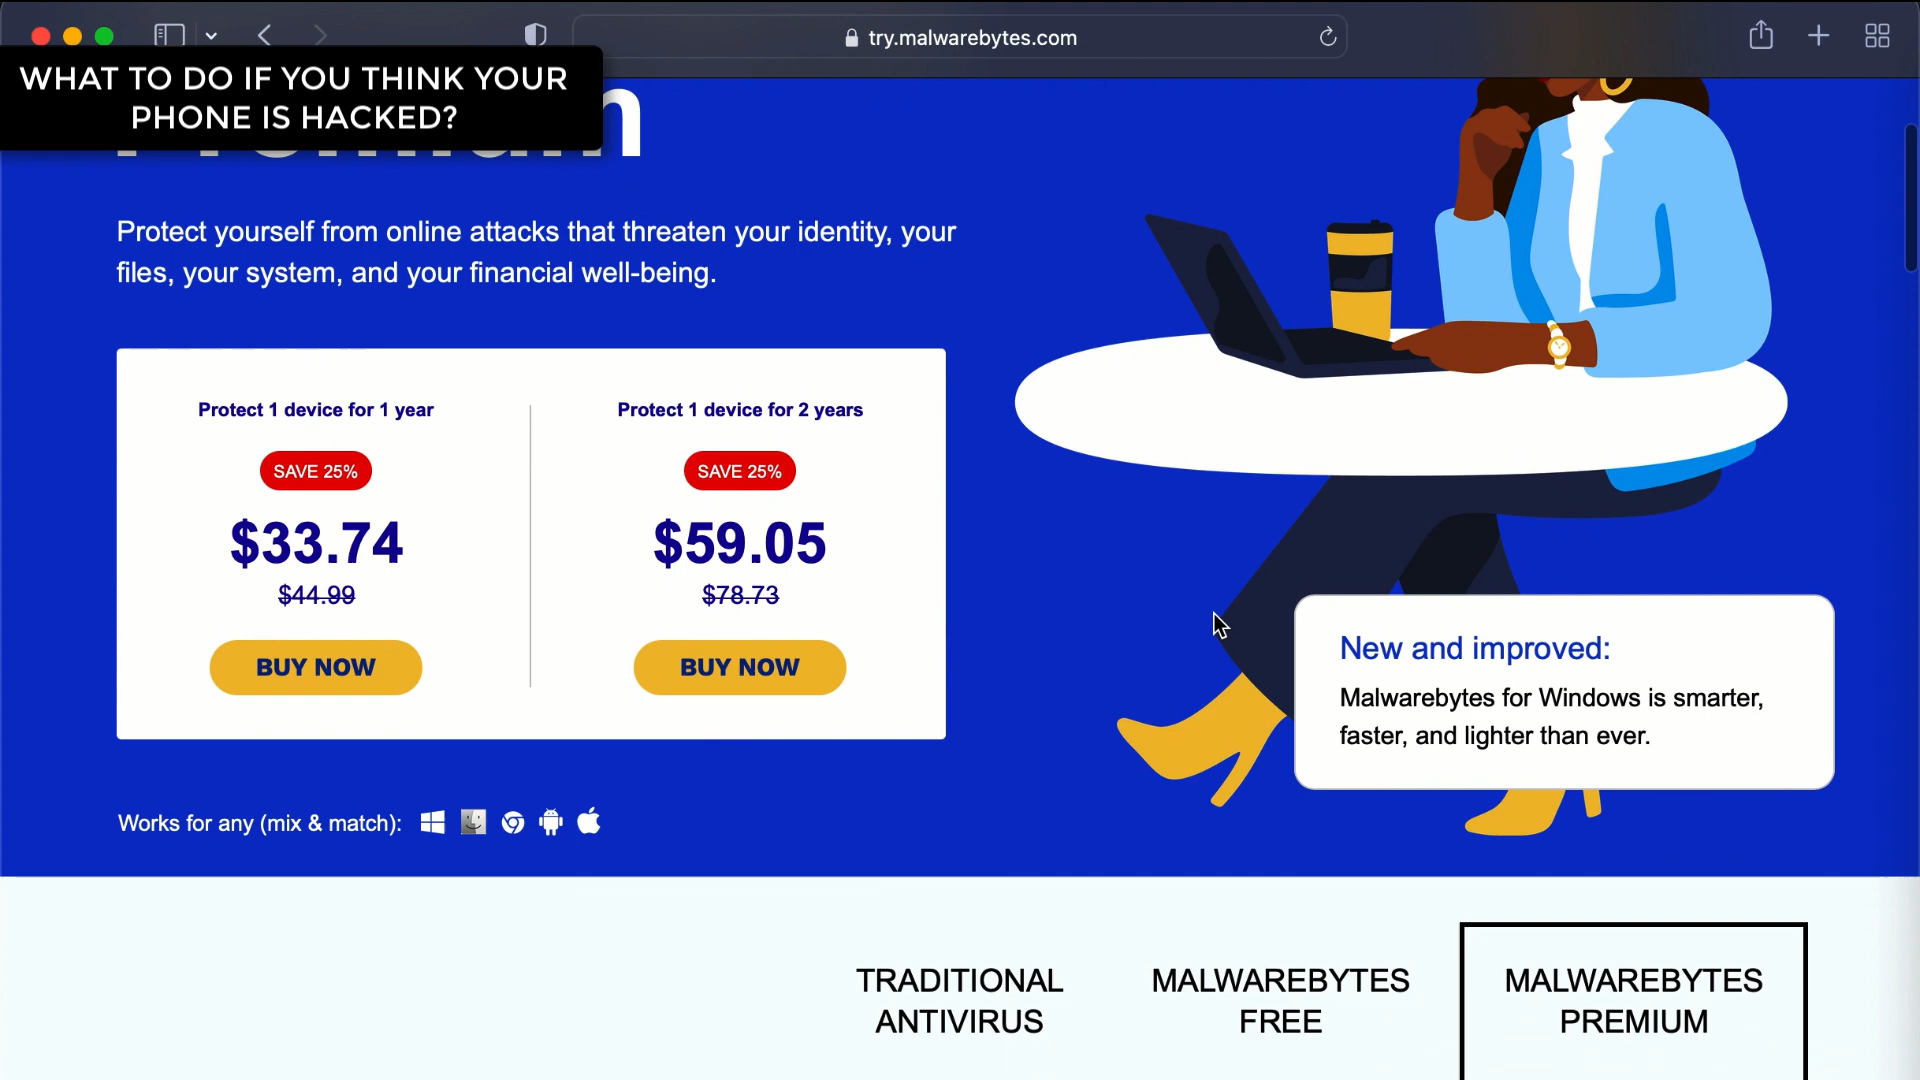 try.malwarebytes.com
WHAT TO DO IF YOU THINK YOUR
PHONE IS HACKED?
Protect yourself from online attacks that threaten your identity, your
files, your system, and your financial well-being.
Protect 1 device for 1 year
SAVE 25%
$33.74
$44.99
BUY NOW
Protect 1 device for 2 years
SAVE 25%
$59.05
$78.73
BUY NOW
New and improved:
Malwarebytes for Windows is smarter,
faster, and lighter than ever.
Works for any (mix & match):
TRADITIONAL
ANTIVIRUS
MALWAREBYTES
FREE
MALWAREBYTES
PREMIUM